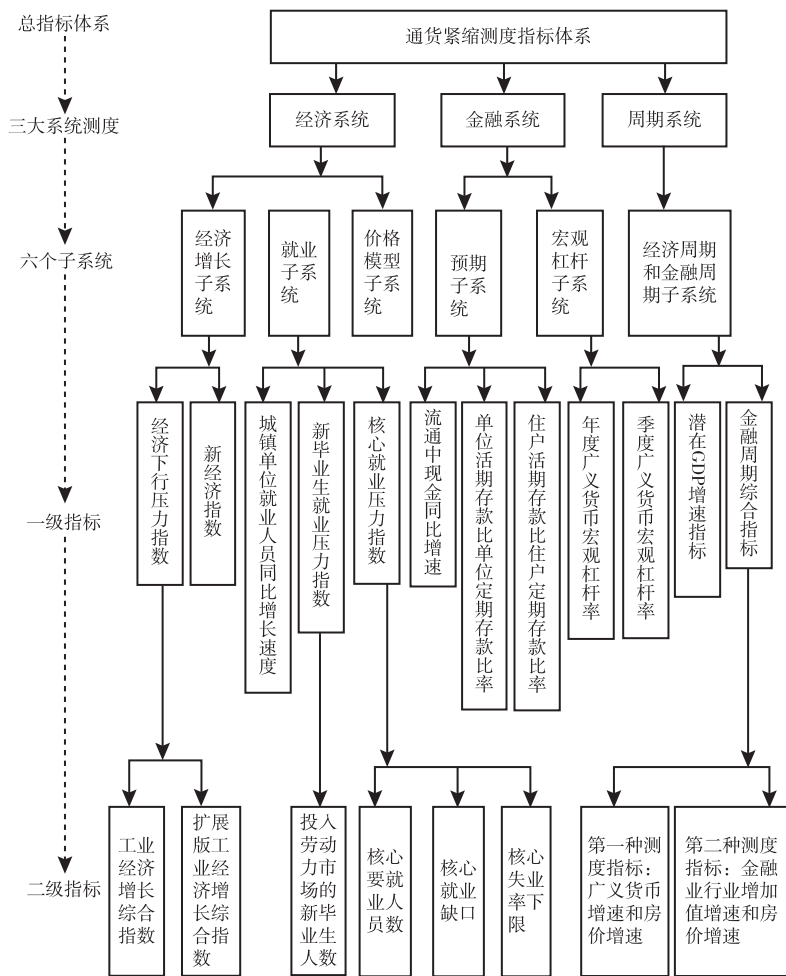 总指标体系
通货紧缩测度指标体系
三大系统测度
经济系统
金融系统
周期系统
六个子系统
经济
增长
子系统
就业
子系统
价格
模型
子系统
预期
子系统
宏观
杠杆
子系统
经济周期
和金融周
期子系统
一级指标
经济下行压力指数
新经济指数
城镇单位就业人员同比增长速度
新毕业生就业压力指数
核心就业压力指数
流通中现金同比增速
单位活期存款比单位定期存款比率
住户活期存款比住户定期存款比率
年度广义货币宏观杠杆率
季度广义货币宏观杠杆率
潜在GDP增速指标
金融周期综合指标
二级指标
工业
经济
增长
综合
指数
扩展
版工
业经
济增
长综
合指
数
投入
劳动
力市
场的
新毕
业生
人数
核心
要就
业人
员数
核心
就业
缺口
核心
失业
率下
限
第一种测
度指标：
广义货币
增速和房
价增速
第二种测度
指标：金融
业行业增加
值增速和房
价增速